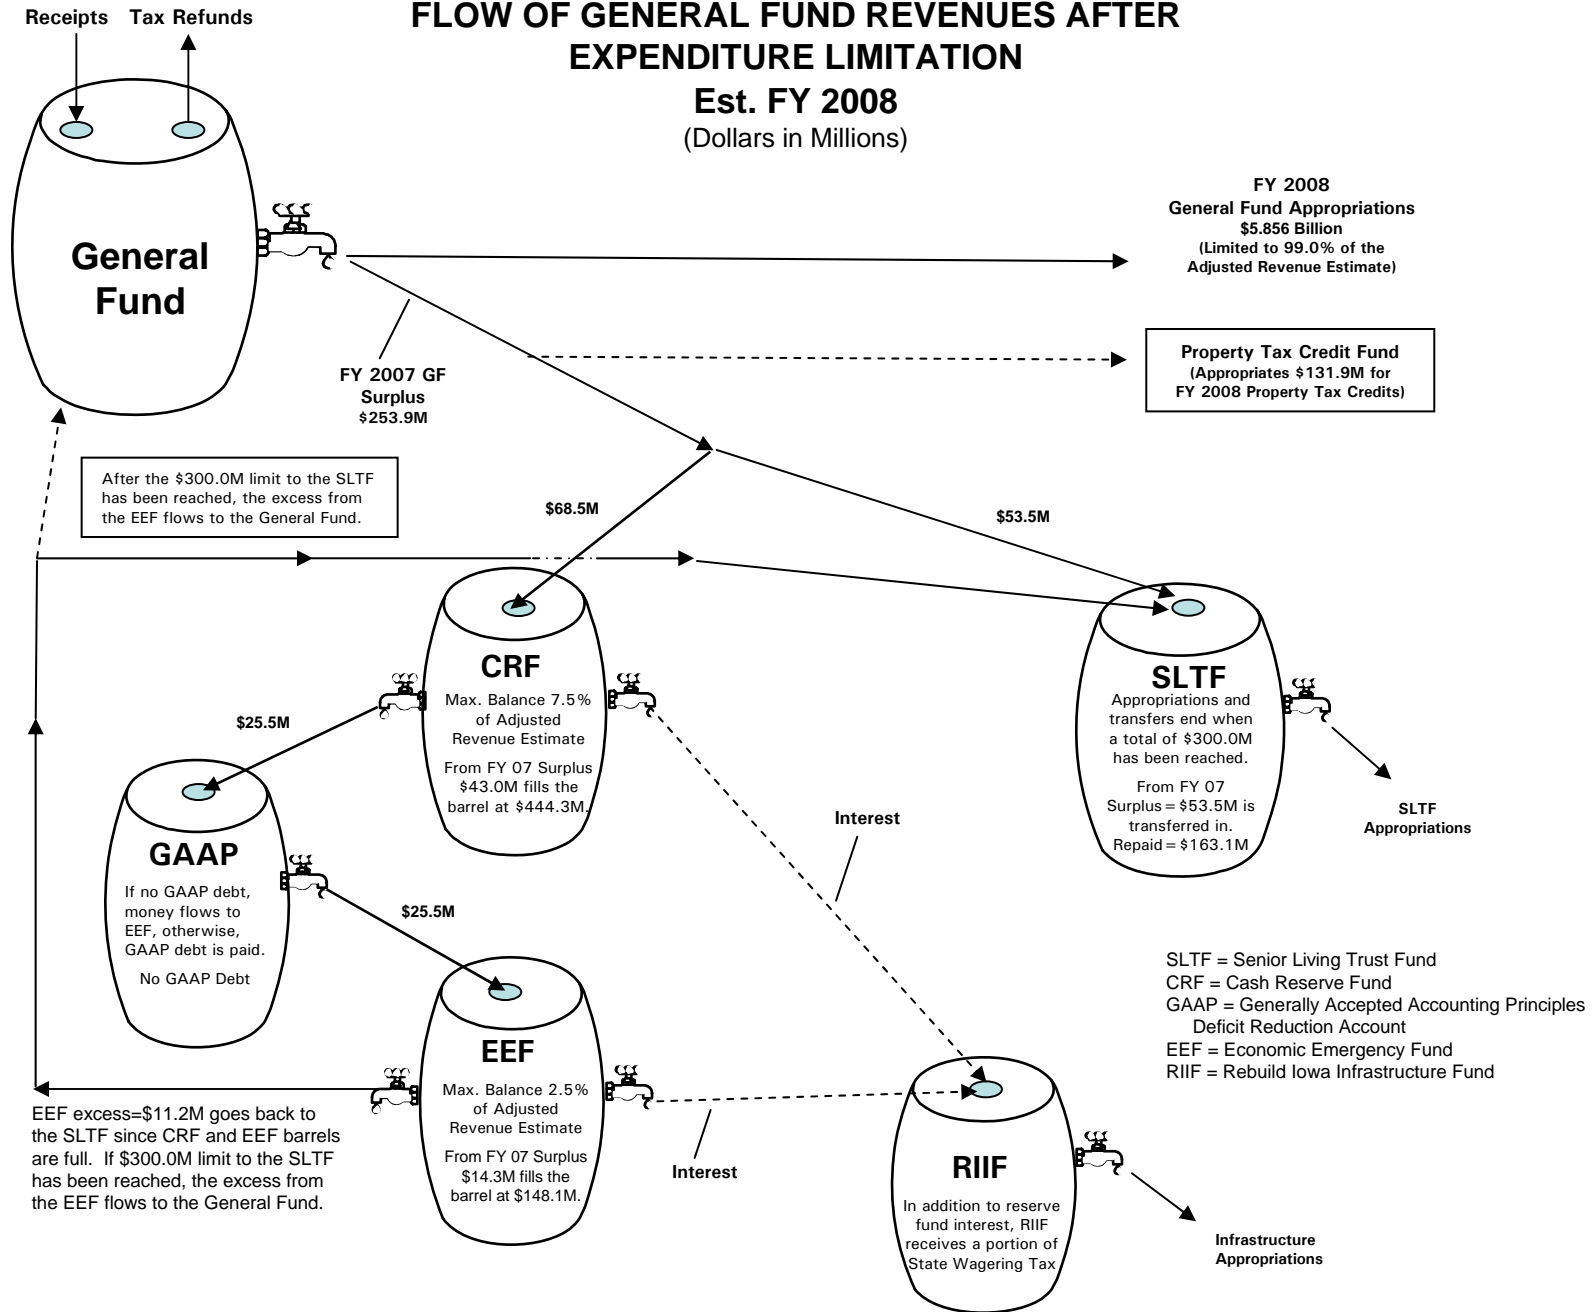 Receipts
Tax Refunds
FLOW OF GENERAL FUND REVENUES AFTER
EXPENDITURE LIMITATION
Est. FY 2008
(Dollars in Millions)
General
Fund
FY 2008
General Fund Appropriations
$5.856 Billion
(Limited to 99.0% of the
Adjusted Revenue Estimate)
Property Tax Credit Fund
(Appropriates $131.9M for
FY 2008 Property Tax Credits)
FY 2007 GF
Surplus
$253.9M
After the $300.0M limit to the SLTF
has been reached, the excess from
the EEF flows to the General Fund.
$68.5M
$53.5M
CRF
Max. Balance 7.5%
of Adjusted
Revenue Estimate
From FY 07 Surplus
$43.0M fills the
barrel at $444.3M.
SLTF
Appropriations and
transfers end when
a total of $300.0M
has been reached.
From FY 07
Surplus=$53.5M is
transferred in.
Repaid=$163.1M
$25.5M
SLTF
Appropriations
Interest
GAAP
If no GAAP debt,
money flows to
EEF, otherwise,
GAAP debt is paid.
No GAAP Debt
$25.5M
SLTF = Senior Living Trust Fund
CRF = Cash Reserve Fund
GAAP = Generally Accepted Accounting Principles
Deficit Reduction Account
EEF = Economic Emergency Fund
RIIF = Rebuild Iowa Infrastructure Fund
EEF
Max. Balance 2.5%
of Adjusted
Revenue Estimate
From FY 07 Surplus
$14.3M fills the
barrel at $148.1M.
EEF excess=$11.2M goes back to
the SLTF since CRF and EEF barrels
are full. If $300.0M limit to the SLTF
has been reached, the excess from
the EEF flows to the General Fund.
Interest
RIIF
In addition to reserve
fund interest, RIIF
receives a portion of
State Wagering Tax
Infrastructure
Appropriations